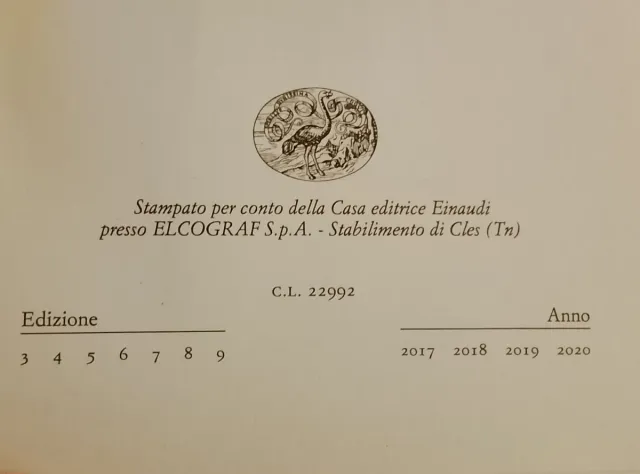 Stampato per conto della Casa editrice Einaudi
presso ELCOGRAF S.p.A. - Stabilimento di Cles (Tn)
C.L. 22992
Edizione
3 4 5 6 7 8 9
Anno
2017 2018 2019 2020